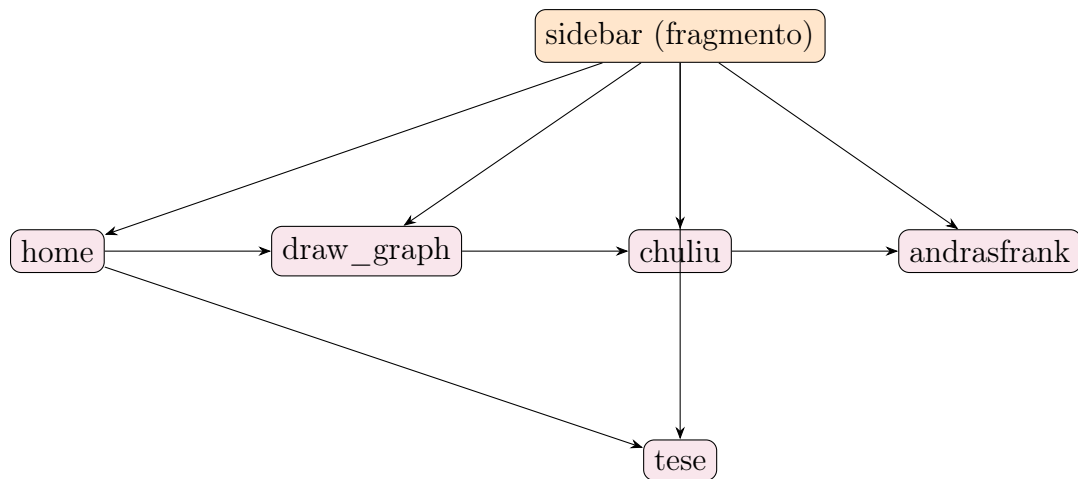 sidebar (fragmento)
home
draw_graph
chuliu
andrasfrank
tese